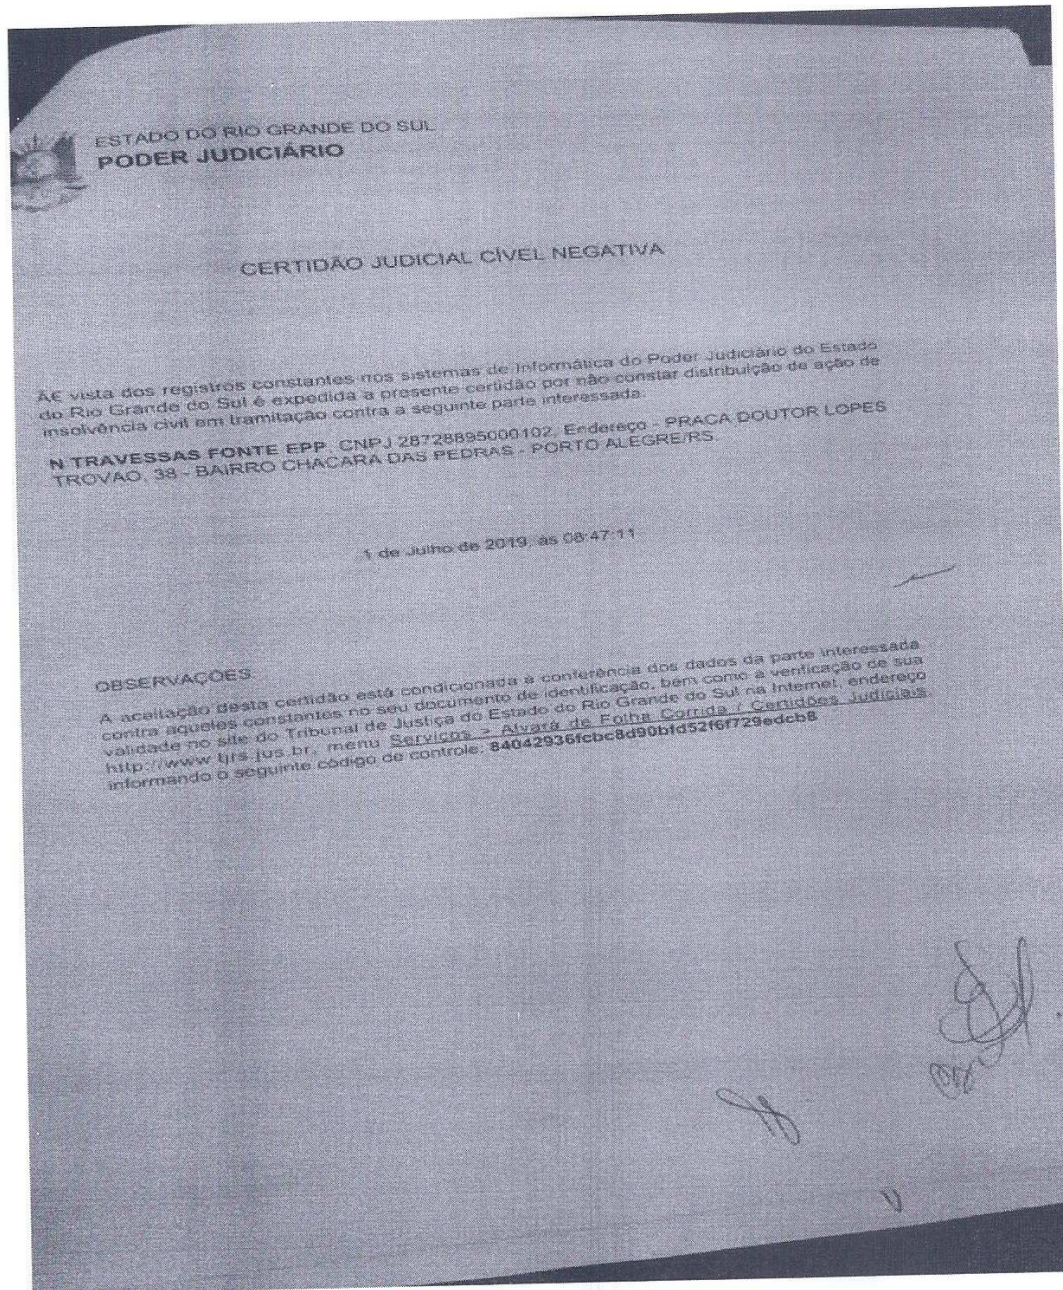 ESTADO DO RIO GRANDE DO SUL
PODER JUDICIÁRIO
CERTIDÃO JUDICIAL CÍVEL NEGATIVA
Ã€ vista dos registros constantes nos sistemas de Informática do Poder Judiciário do Estado
do Rio Grande do Sul é expedida a presente certidão por não constar distribuição de ação de
insolvência civil em tramitação contra a seguinte parte interessada:
N TRAVESSAS FONTE EPP, CNPJ 28728895000102, Endereço - PRACA DOUTOR LOPES
TROVAO, 38 - BAIRRO CHACARA DAS PEDRAS - PORTO ALEGRE/RS.
1 de Julho de 2019, às 08:47:11
OBSERVAÇÕES:
A aceitação desta certidão está condicionada a conferência dos dados da parte interessada
contra aqueles constantes no seu documento de identificação, bem como a verificação de sua
validade no site do Tribunal de Justiça do Estado do Rio Grande do Sul na Internet, endereço
http://www.tjrs.jus.br, menu Serviços > Alvará de Folha Corrida / Certidões Judiciais,
informando o seguinte código de controle: 84042936fcbc8d90bfd52f6f729edcb8